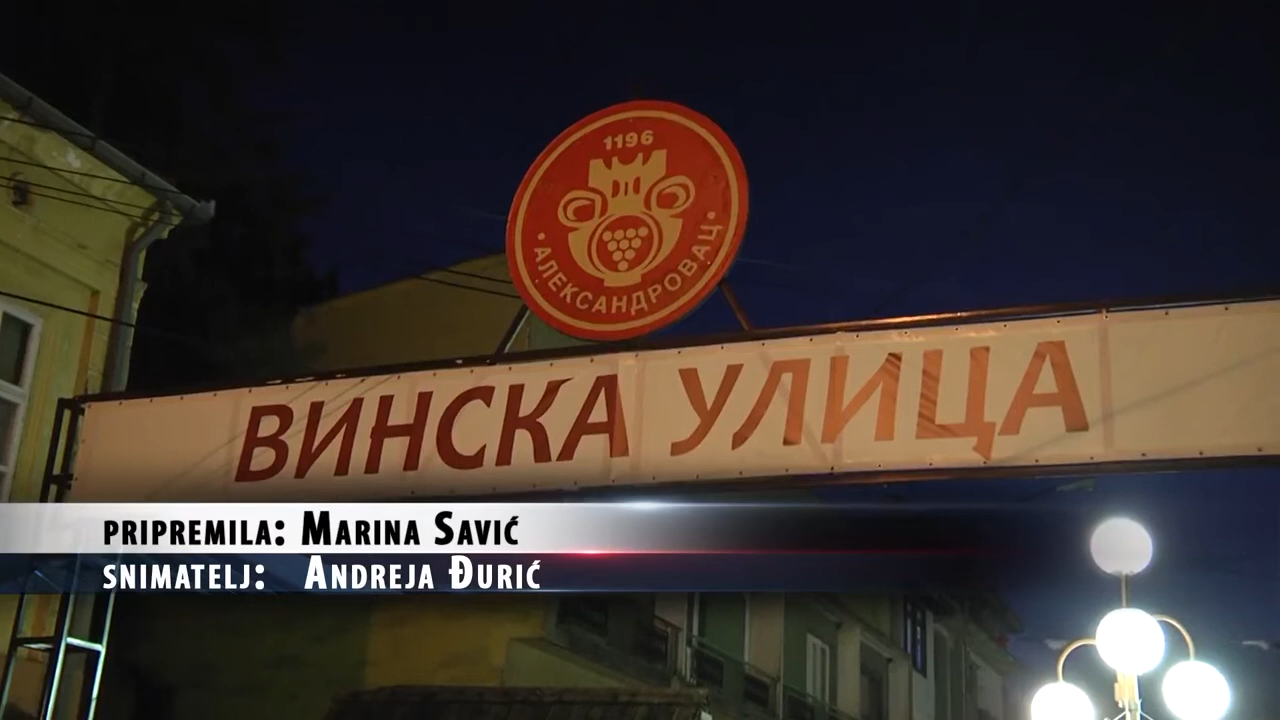 1196
• АЛЕКСАНДРОВАЦ •
ВИНСКА УЛИЦА
PRIPREMILA: MARINA SAVIĆ
SNIMATELJ: ANDREJA ĐURIĆ